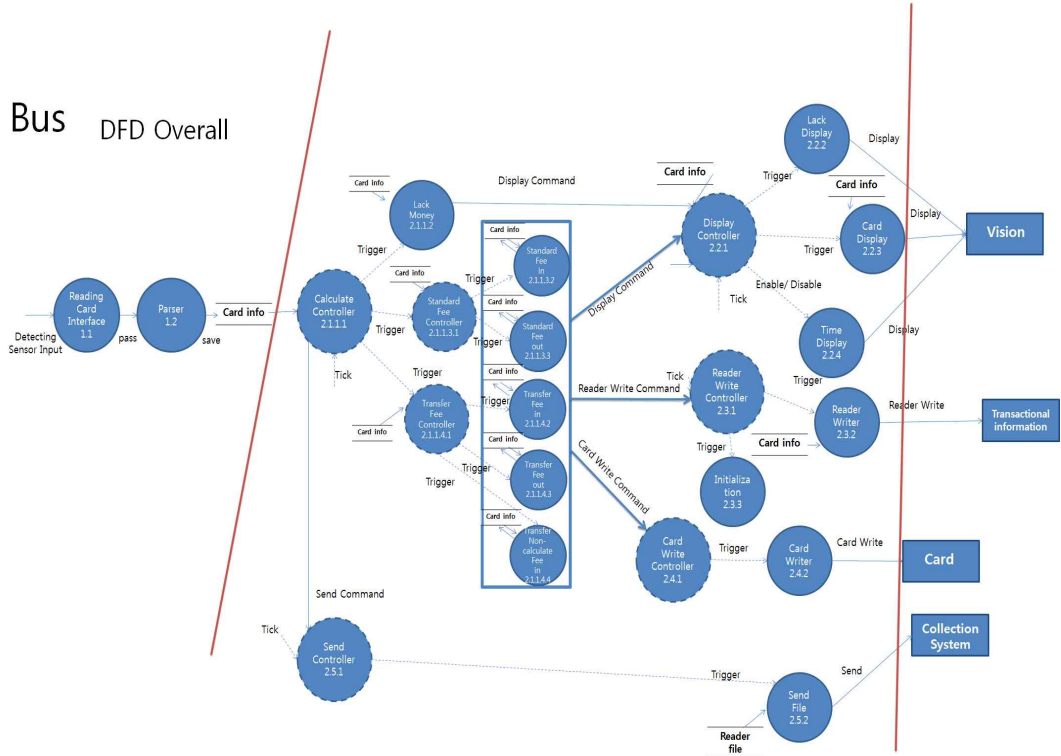 Bus
DFD Overall
Detecting
Sensor Input
Reading
Card
Interface
1.1
pass
Parser
1.2
save
Card info
Calculate
Controller
2.1.1.1
Tick
Trigger
Card info
Lack
Money
2.1.1.2
Display Command
Trigger
Card info
Standard
Fee
Controller
2.1.1.3.1
Trigger
Trigger
Trigger
Card info
Transfer
Fee
Controller
2.1.1.4.1
Trigger
Trigger
Trigger
Card info
Standard
Fee
In
2.1.1.3.2
Card info
Standard
Fee
out
2.1.1.3.3
Card info
Transfer
Fee
in
2.1.1.4.2
Card info
Transfer
Fee
out
2.1.1.4.3
Card info
Transfer
Non-
calculate
Fee
in
2.1.1.4.4
Display Command
Reader Write Command
Card Write Command
Card info
Display
Controller
2.2.1
Tick
Trigger
Lack
Display
2.2.2
Display
Card info
Trigger
Card
Display
2.2.3
Display
Enable/ Disable
Time
Display
2.2.4
Display
Vision
Tick
Reader
Write
Controller
2.3.1
Trigger
Reader
Writer
2.3.2
Card info
Reader Write
Transactional
information
Trigger
Initializa
tion
2.3.3
Card
Write
Controller
2.4.1
Trigger
Card
Writer
2.4.2
Card Write
Card
Send Command
Tick
Send
Controller
2.5.1
Trigger
Send
File
2.5.2
Reader
file
Send
Collection
System